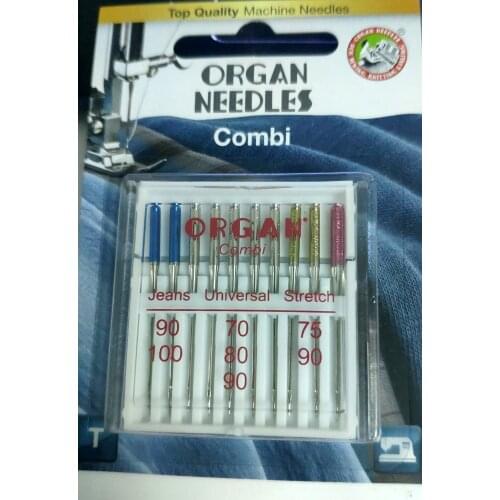 Top Quality Machine Needles
ORGAN
NEEDLES
Combi
ORGAN
Combi
Jeans Universal Stretch
90 70 75
100 80 90
90
T